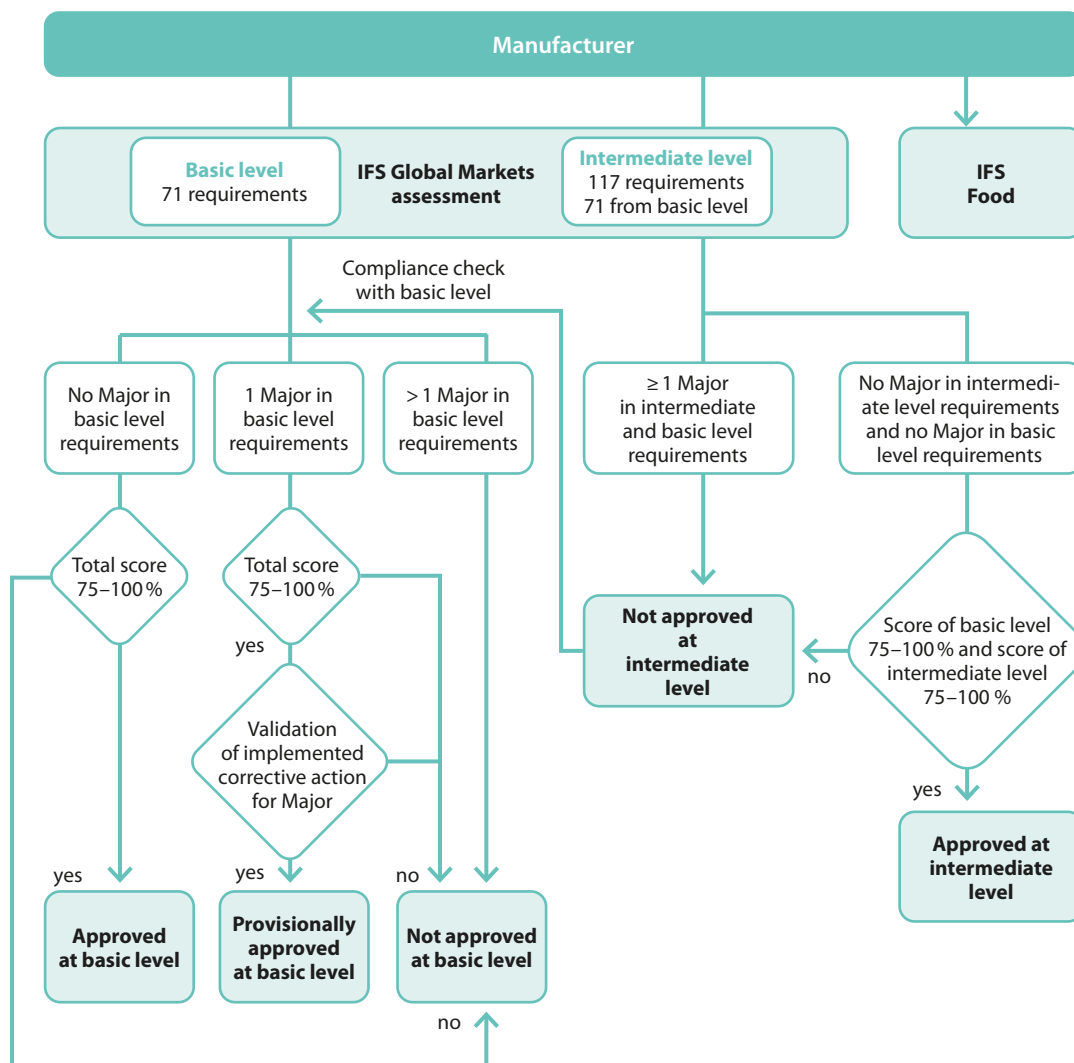 Manufacturer
Basic level
71 requirements
IFS Global Markets
assessment
Intermediate level
117 requirements
71 from basic level
IFS
Food
Compliance check
with basic level
No Major in
basic level
requirements
1 Major in
basic level
requirements
> 1 Major in
basic level
requirements
≥ 1 Major
in intermediate
and basic level
requirements
No Major in intermedi-
ate level requirements
and no Major in basic
level requirements
Total score
75–100 %
Total score
75–100 %
yes
Not approved
at
intermediate
level
no
Score of basic level
75–100 % and score of
intermediate level
75–100 %
Validation
of implemented
corrective action
for Major
yes
Approved at
intermediate
level
yes
yes
no
Approved
at basic level
Provisionally
approved
at basic level
Not approved
at basic level
no